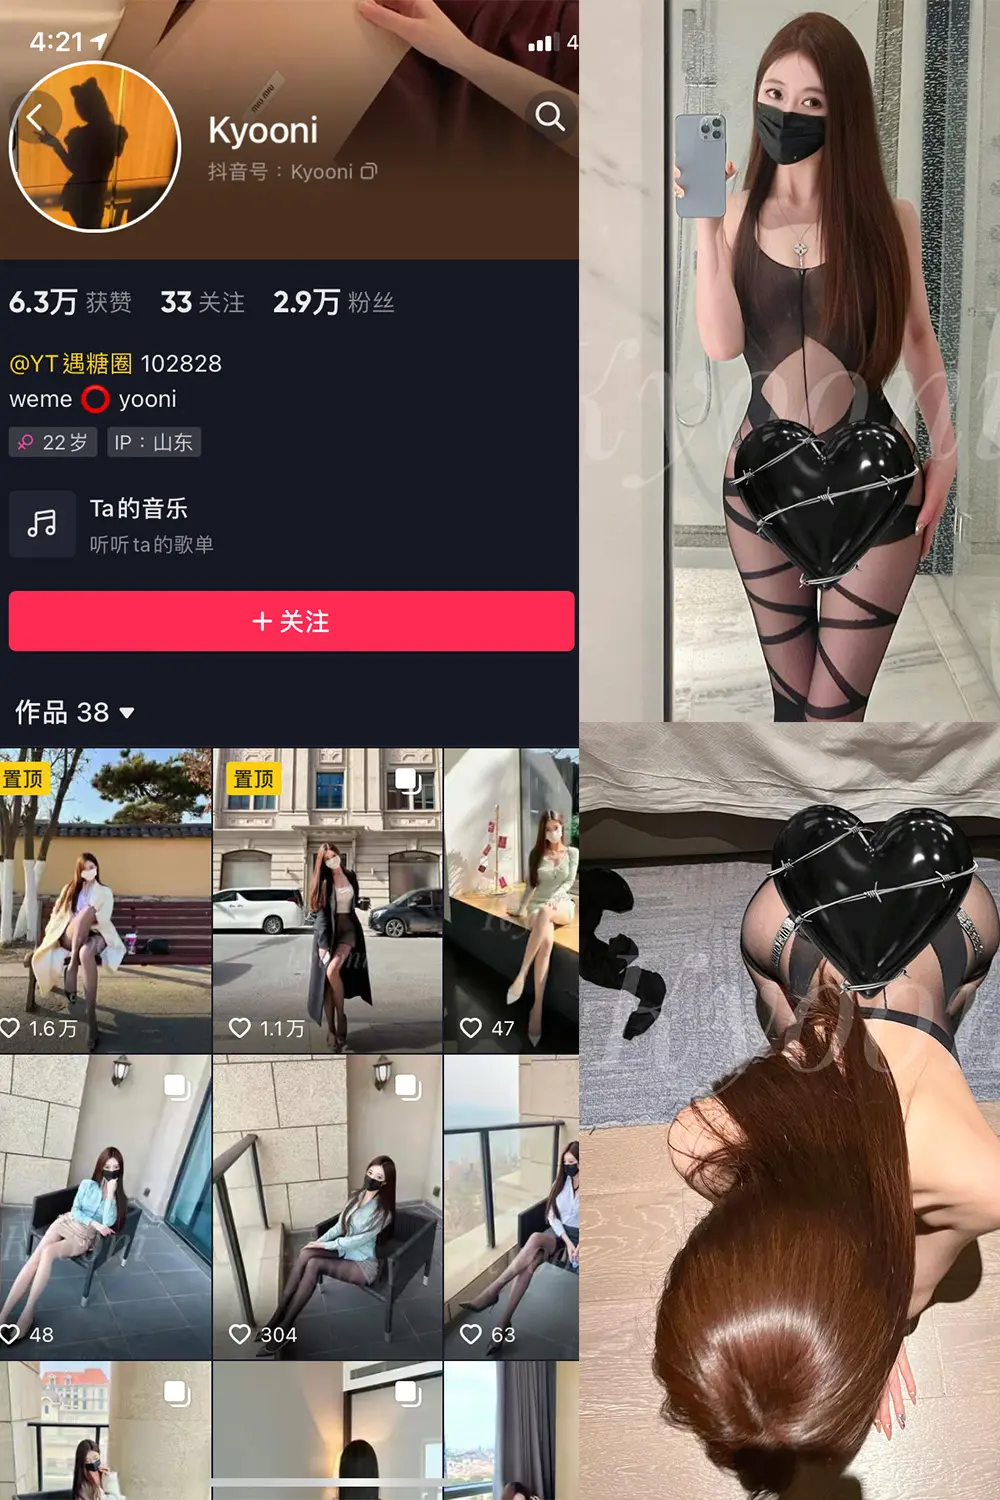 4:21
4
MIU MIU
Kyooni
抖音号：Kyooni
6.3万 获赞 33 关注 2.9万 粉丝
@YT遇糖圈 102828
weme ⭕ yooni
22岁 IP：山东
Ta的音乐
听听ta的歌单
+ 关注
作品 38
置顶
置顶
1.6万
1.1万
47
48
304
63
Kyooni
Kyooni